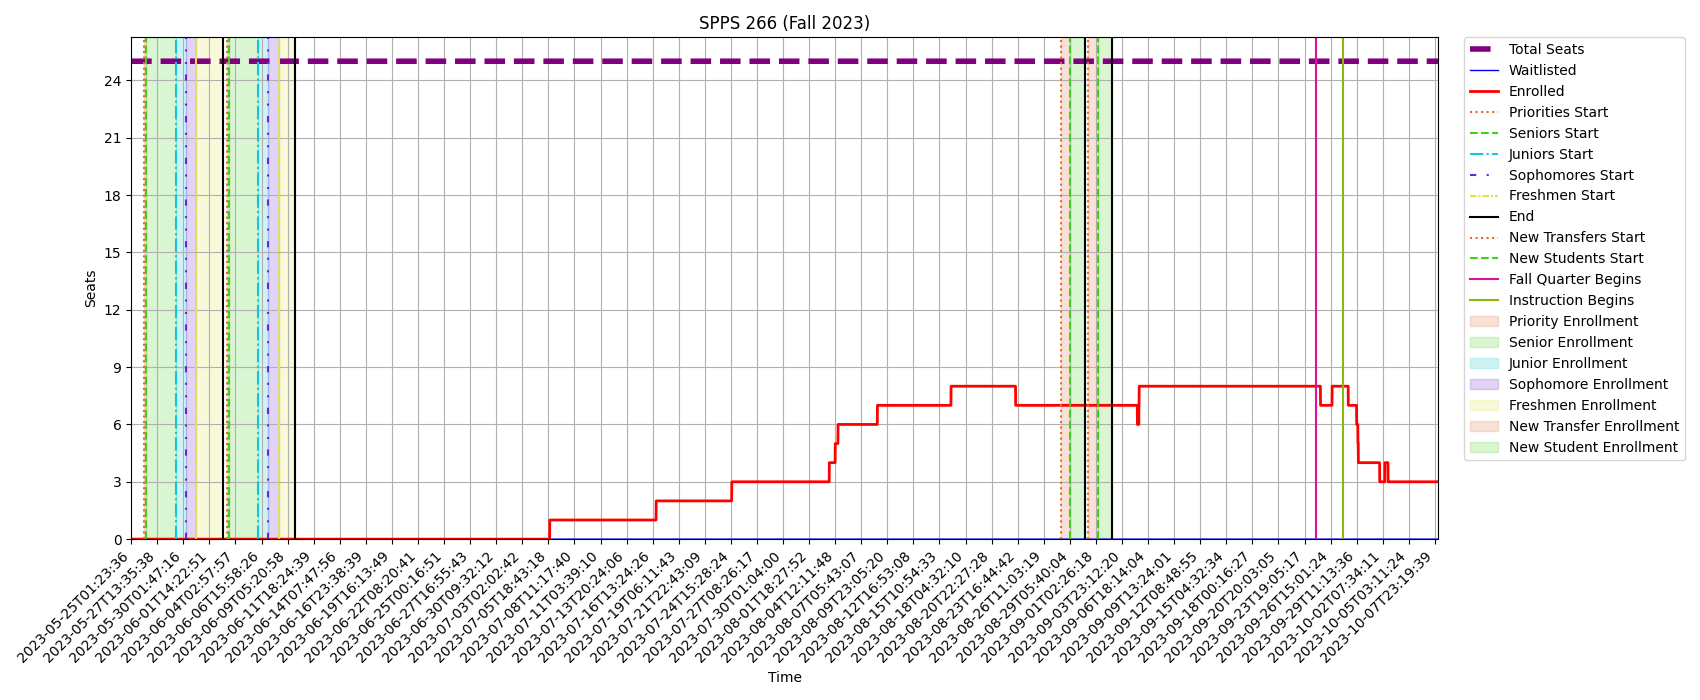 SPPS 266 (Fall 2023)
Seats
24
21
18
15
12
9
6
3
0
2023-05-25T01:23:36
2023-05-27T13:35:38
2023-05-30T01:47:16
2023-06-01T14:22:51
2023-06-04T02:57:57
2023-06-06T15:58:26
2023-06-09T05:20:58
2023-06-11T18:24:39
2023-06-14T07:47:56
2023-06-16T23:38:39
2023-06-19T16:13:49
2023-06-22T08:20:41
2023-06-25T00:16:51
2023-06-27T16:55:43
2023-06-30T09:32:12
2023-07-03T02:02:42
2023-07-05T18:43:18
2023-07-08T11:17:40
2023-07-11T03:39:10
2023-07-13T20:24:06
2023-07-16T13:24:26
2023-07-19T06:11:43
2023-07-21T22:43:09
2023-07-24T15:28:24
2023-07-27T08:26:17
2023-07-30T01:04:00
2023-08-01T18:27:52
2023-08-04T12:11:48
2023-08-07T05:43:07
2023-08-09T23:05:20
2023-08-12T16:53:08
2023-08-15T10:54:33
2023-08-18T04:32:10
2023-08-20T22:27:28
2023-08-23T16:44:42
2023-08-26T11:03:19
2023-08-29T05:40:04
2023-09-01T02:26:18
2023-09-03T23:12:20
2023-09-06T18:14:04
2023-09-09T13:24:01
2023-09-12T08:48:55
2023-09-15T04:32:34
2023-09-18T00:16:27
2023-09-20T20:03:05
2023-09-23T19:05:17
2023-09-26T15:01:24
2023-09-29T11:13:36
2023-10-02T07:34:11
2023-10-05T03:11:24
2023-10-07T23:19:39
Time
Total Seats
Waitlisted
Enrolled
Priorities Start
Seniors Start
Juniors Start
Sophomores Start
Freshmen Start
End
New Transfers Start
New Students Start
Fall Quarter Begins
Instruction Begins
Priority Enrollment
Senior Enrollment
Junior Enrollment
Sophomore Enrollment
Freshmen Enrollment
New Transfer Enrollment
New Student Enrollment